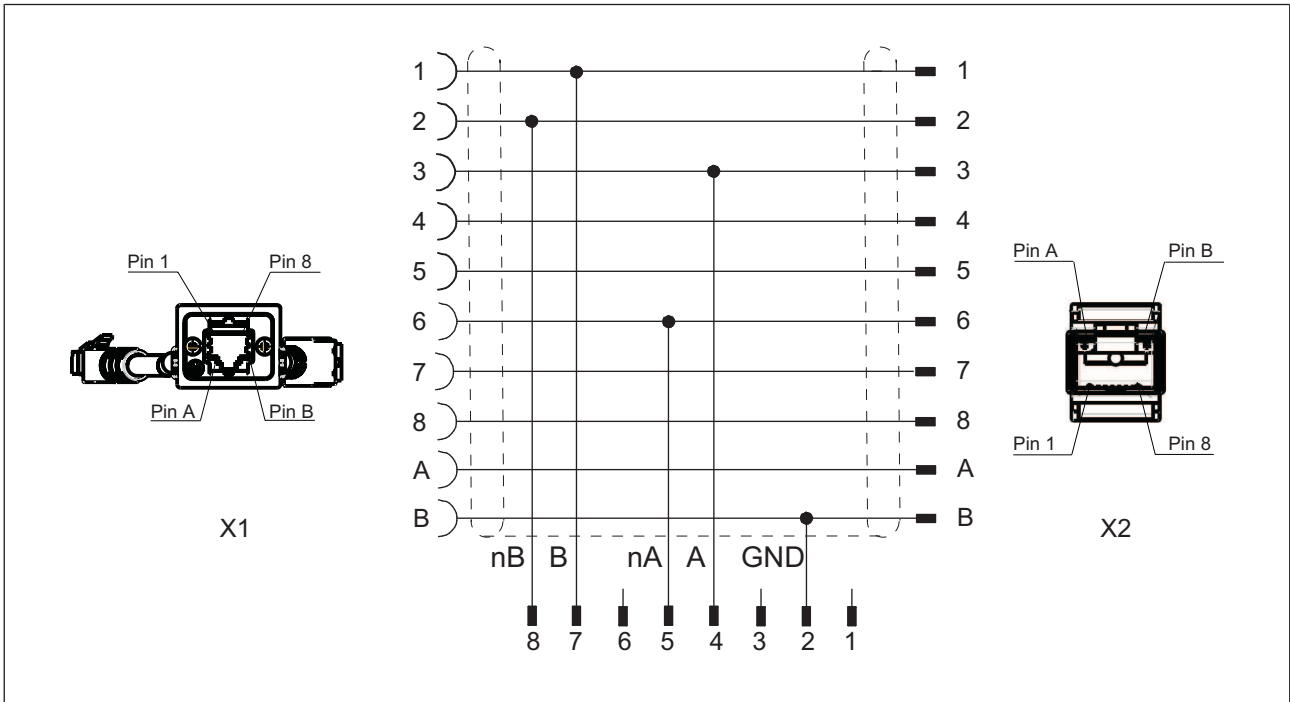 1 1
2 2
3 3
4 4
5 5
6 6
7 7
8 8
A A
B B
Pin 1 Pin 8
Pin A Pin B
X1
Pin A Pin B
Pin 1 Pin 8
X2
nB B nA A GND
8 7 6 5 4 3 2 1